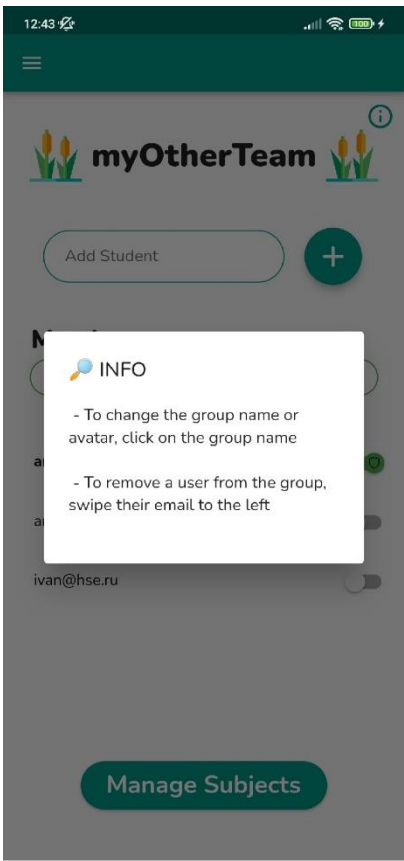 12:43
100
myOtherTeam
Add Student
+
INFO
- To change the group name or
avatar, click on the group name
- To remove a user from the group,
swipe their email to the left
ivan@hse.ru
Manage Subjects